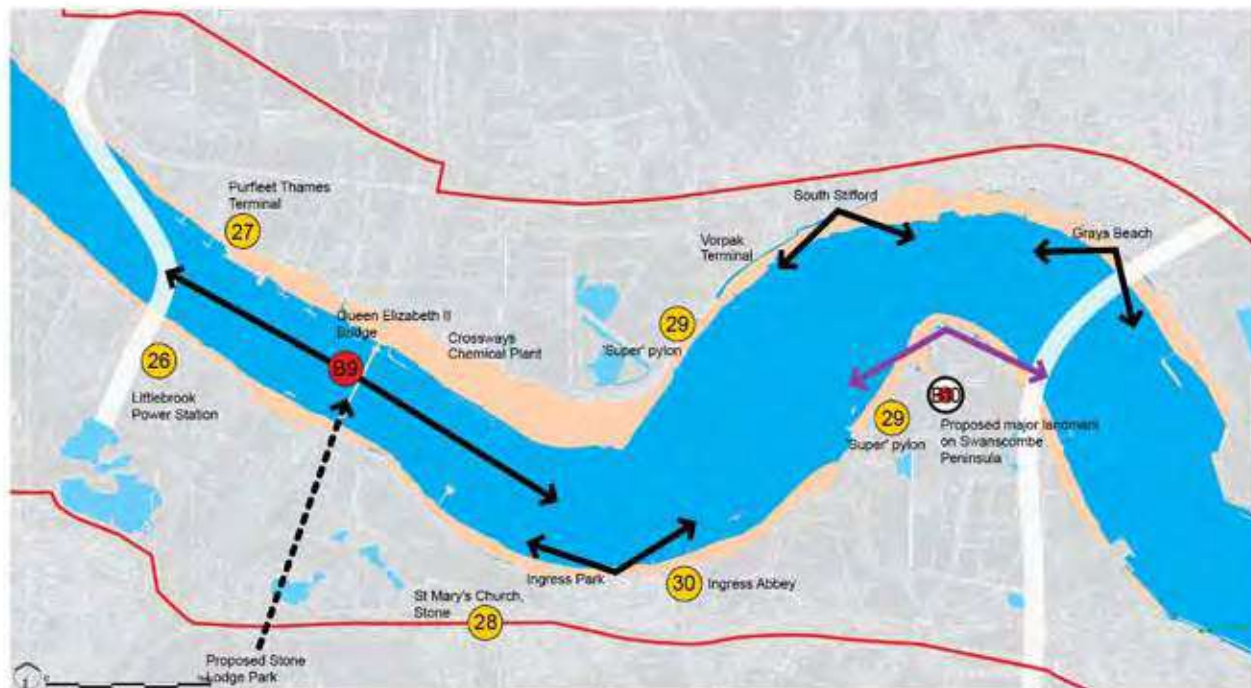 South Stifford
Purfleet Thames
Terminal
27
Grays Beach
Vorpak
Terminal
Queen Elizabeth II
Bridge
29
'Super' pylon
Crossways
Chemical Plant
26
B9
Littlebrook
Power Station
29
'Super' pylon
Proposed major landmark
on Swanscombe
Peninsula
Ingress Park
30
Ingress Abbey
St Mary's Church,
Stone
28
Proposed Stone
Lodge Park